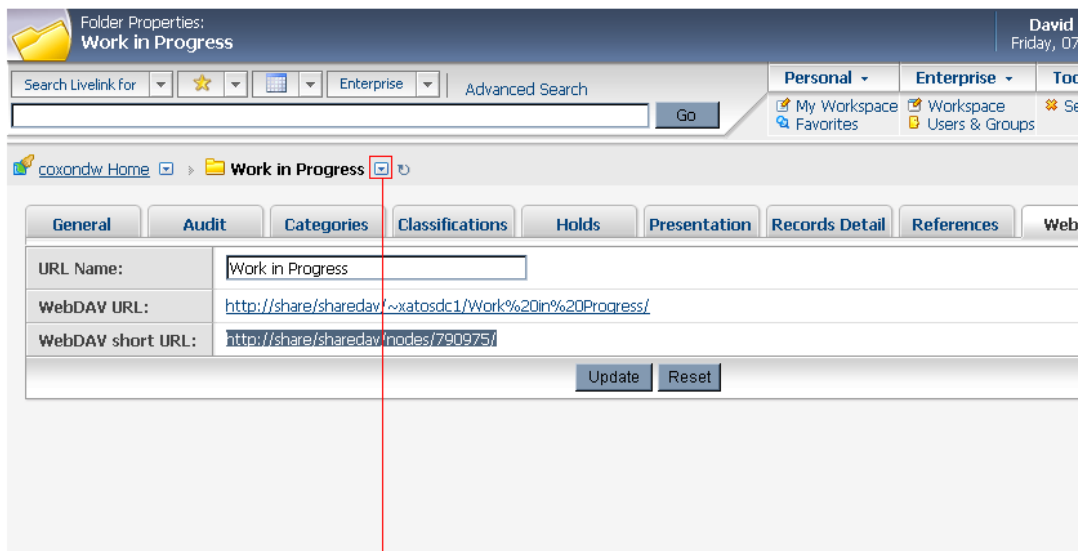 Folder Properties:
Work in Progress
David
Friday, 07
Search Livelink for
Enterprise
Advanced Search
Go
Personal
Enterprise
My Workspace
Workspace
Favorites
Users & Groups
coxondw Home
Work in Progress
General
Audit
Categories
Classifications
Holds
Presentation
Records Detail
References
Web
URL Name:
Work in Progress
WebDAV URL:
http://share/sharedav/~xatosdc1/Work%20in%20Progress/
WebDAV short URL:
http://share/sharedav/nodes/790975/
Update
Reset